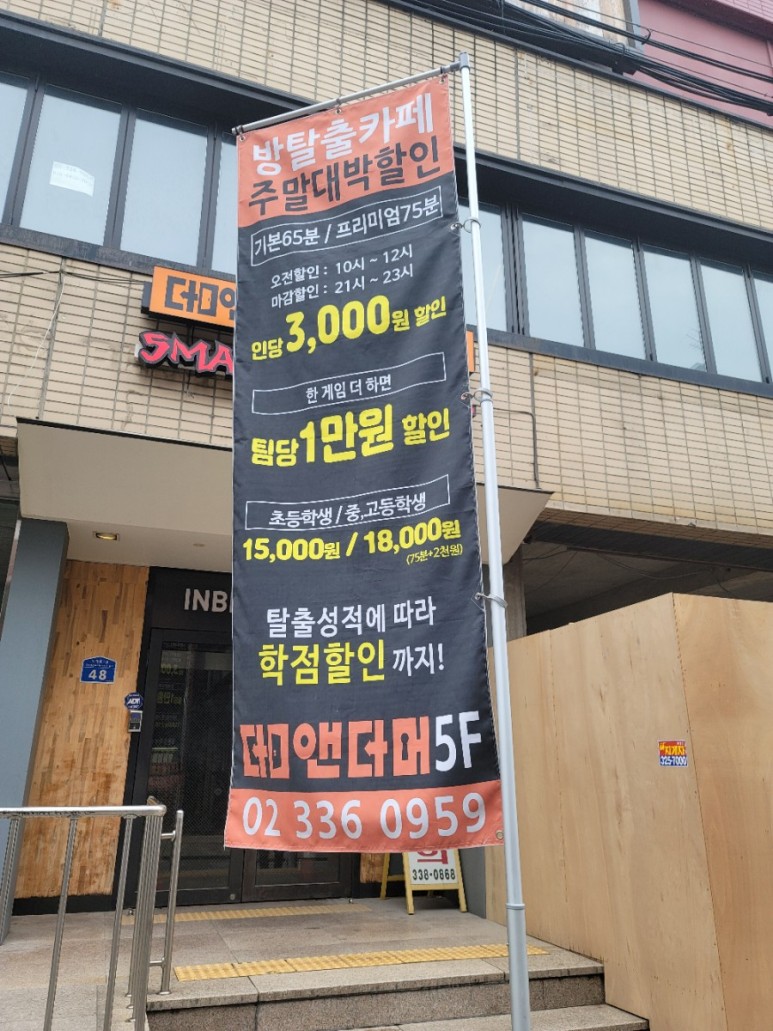 방탈출카페
주말대박할인
기본65분 / 프리미엄75분
오전할인 : 10시 ~ 12시
마감할인 : 21시 ~ 23시
인당 3,000원 할인
한 게임 더 하면
팀당 1만원 할인
초등학생 / 중,고등학생
15,000원 / 18,000원
(75분+2천원)
탈출성적에 따라
학점할인 까지!
더메앤더머5F
02 336 0959
SMA
INB
48
338-0868
325-7000